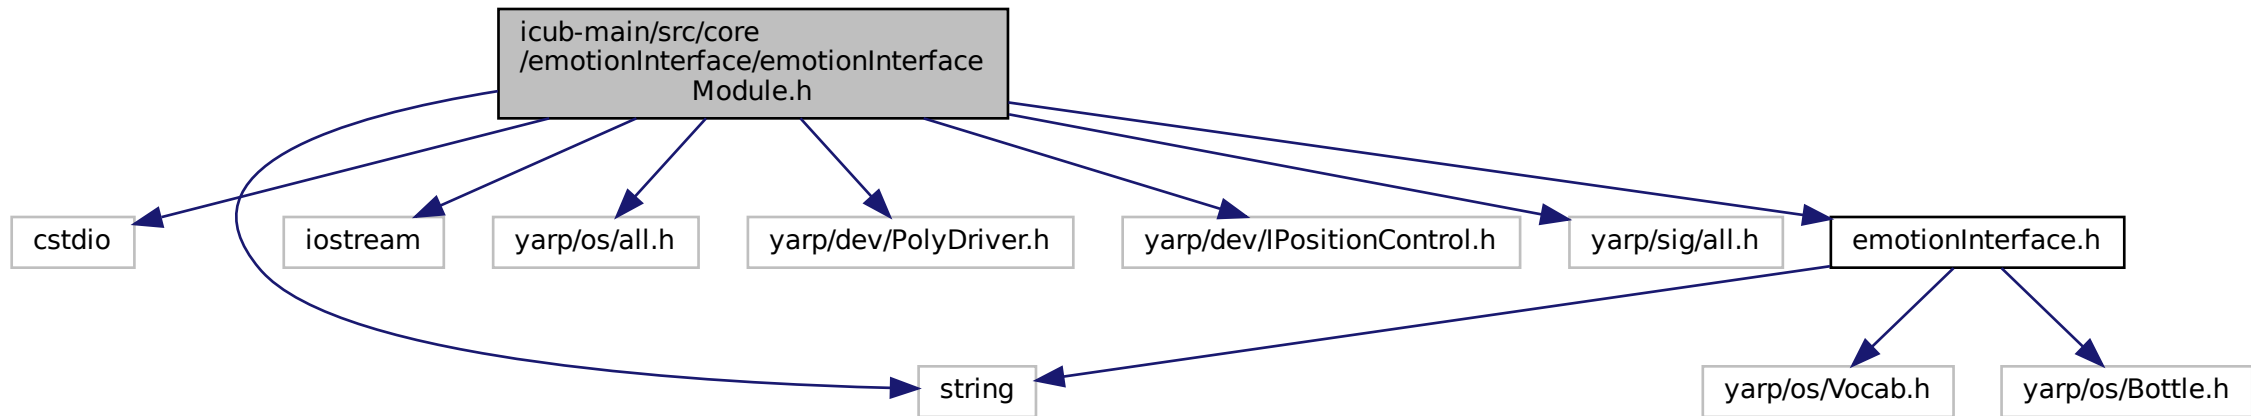 icub-main/src/core
/emotionInterface/emotionInterface
Module.h
cstdio
iostream
yarp/os/all.h
yarp/dev/PolyDriver.h
yarp/dev/IPositionControl.h
yarp/sig/all.h
emotionInterface.h
string
yarp/os/Vocab.h
yarp/os/Bottle.h